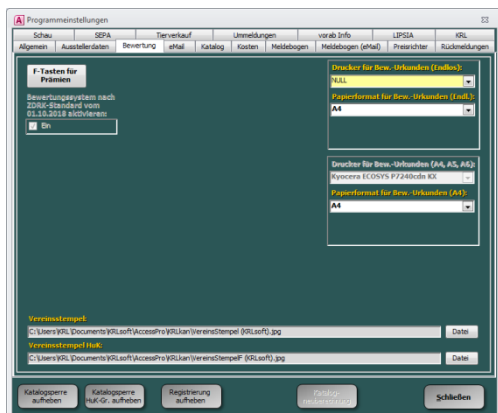 Programmeinstellungen
Schau SEPA Tierverkauf Ummeldungen vorab Info LIPSIA KRL
Allgemein Ausstellerdaten Bewertung eMail Katalog Kosten Meldebogen Meldebogen (eMail) Preisrichter Rückmeldungen
F-Tasten für
Prämien
Bewertungssystem nach
ZDRK-Standard vom
01.10.2018 aktivieren:
Ein
Drucker für Bew.-Urkunden (Endlos):
NULL
Papierformat für Bew.-Urkunden (Endl.):
A4
Drucker für Bew.-Urkunden (A4, A5, A6):
Kyocera ECOSYS P7240cdn KX
Papierformat für Bew.-Urkunden (A4):
A4
Vereinsstempel:
C:\Users\KRL\Documents\KRLsoft\AccessPro\KRLkan\VereinsStempel (KRLsoft).jpg Datei
Vereinsstempel HuK:
C:\Users\KRL\Documents\KRLsoft\AccessPro\KRLkan\VereinsStempelF (KRLsoft).jpg Datei
Katalogsperre
aufheben
Katalogsperre
HuK-Gr. aufheben
Registrierung
aufheben
Schließen